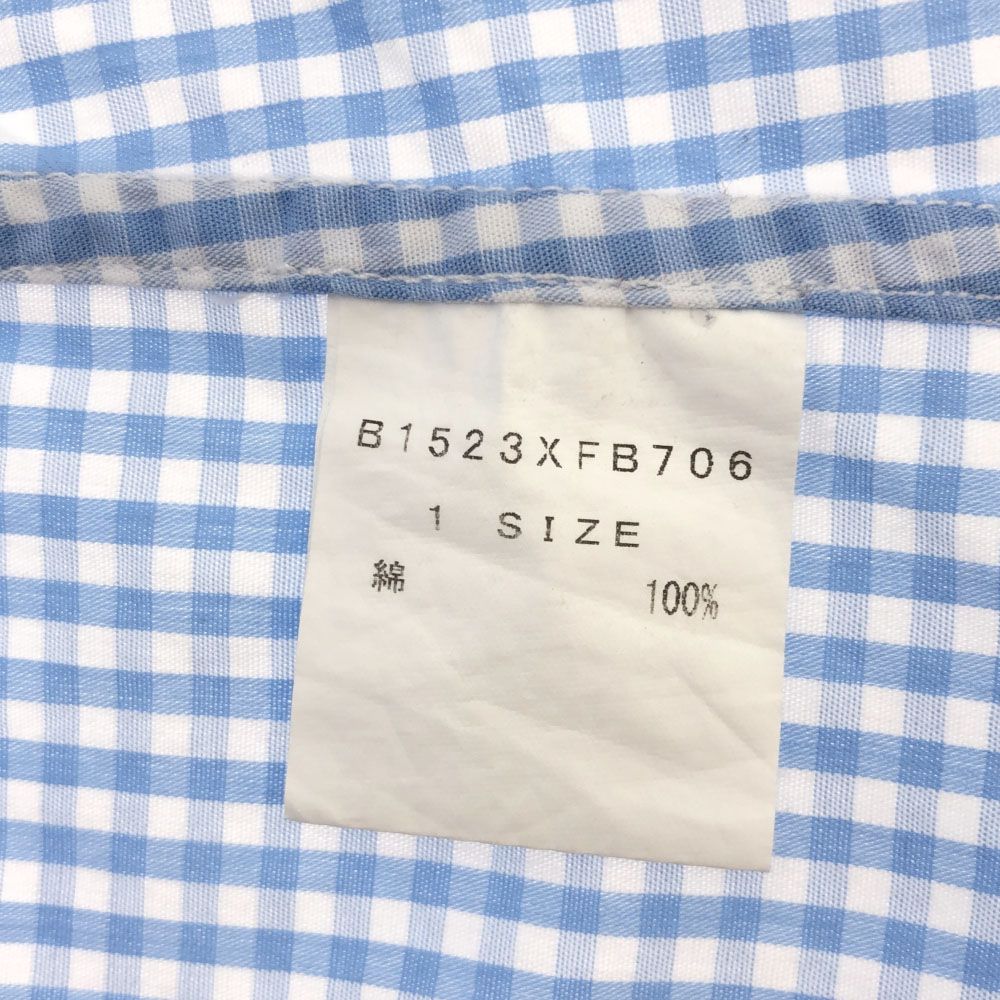 B1523XFB706
1 SIZE
綿 100%